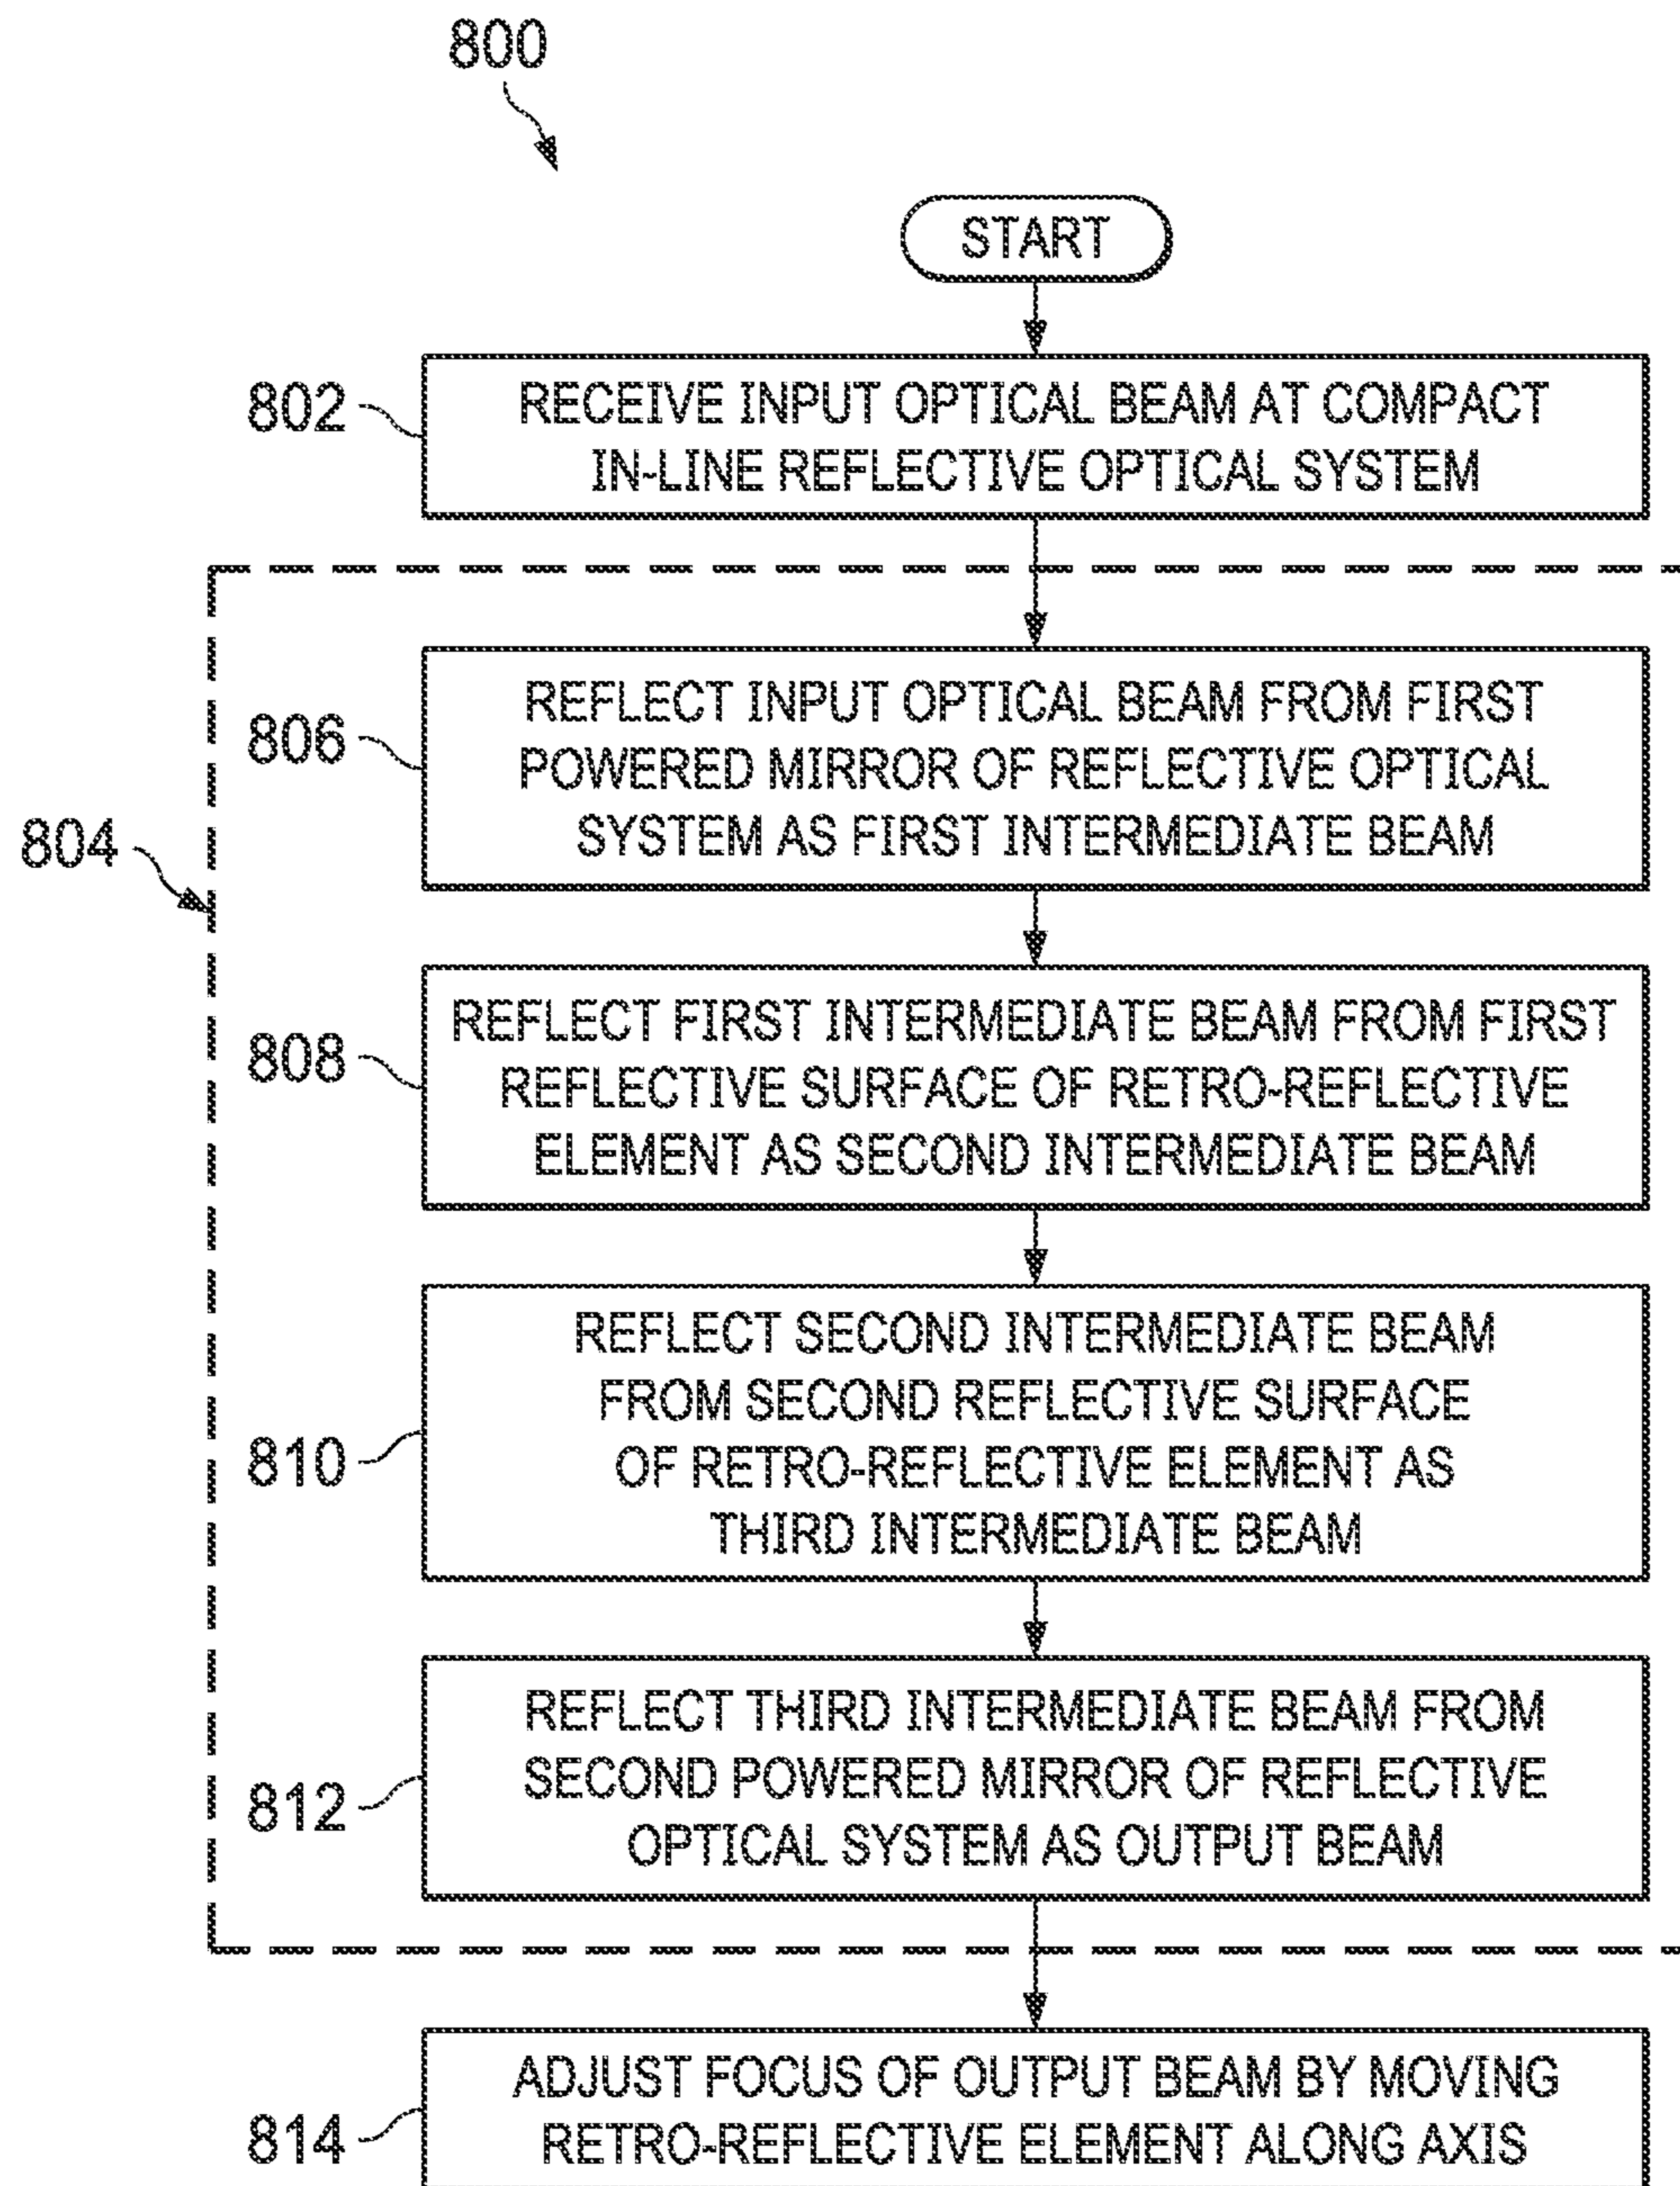 800
START
802
RECEIVE INPUT OPTICAL BEAM AT COMPACT
IN-LINE REFLECTIVE OPTICAL SYSTEM
804
806
REFLECT INPUT OPTICAL BEAM FROM FIRST
POWERED MIRROR OF REFLECTIVE OPTICAL
SYSTEM AS FIRST INTERMEDIATE BEAM
808
REFLECT FIRST INTERMEDIATE BEAM FROM FIRST
REFLECTIVE SURFACE OF RETRO-REFLECTIVE
ELEMENT AS SECOND INTERMEDIATE BEAM
810
REFLECT SECOND INTERMEDIATE BEAM
FROM SECOND REFLECTIVE SURFACE
OF RETRO-REFLECTIVE ELEMENT AS
THIRD INTERMEDIATE BEAM
812
REFLECT THIRD INTERMEDIATE BEAM FROM
SECOND POWERED MIRROR OF REFLECTIVE
OPTICAL SYSTEM AS OUTPUT BEAM
814
ADJUST FOCUS OF OUTPUT BEAM BY MOVING
RETRO-REFLECTIVE ELEMENT ALONG AXIS